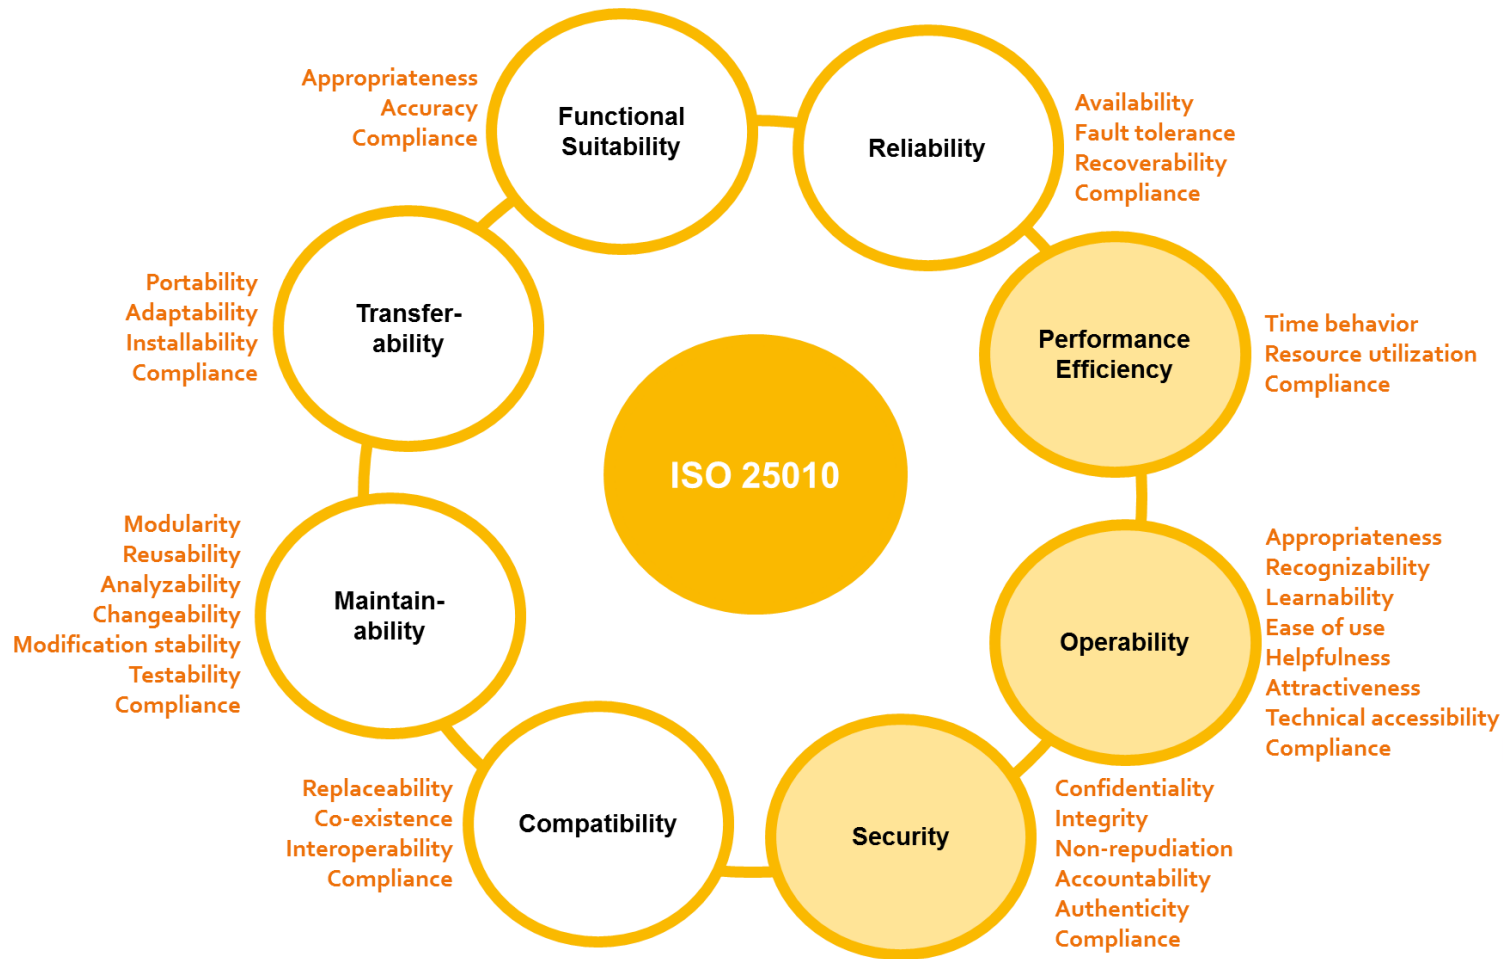 Appropriateness
Accuracy
Compliance
Functional
Suitability
Reliability
Availability
Fault tolerance
Recoverability
Compliance
Portability
Adaptability
Installability
Compliance
Transfer-
ability
Performance
Efficiency
Time behavior
Resource utilization
Compliance
ISO 25010
Modularity
Reusability
Analyzability
Changeability
Modification stability
Testability
Compliance
Maintain-
ability
Operability
Appropriateness
Recognizability
Learnability
Ease of use
Helpfulness
Attractiveness
Technical accessibility
Compliance
Replaceability
Co-existence
Interoperability
Compliance
Compatibility
Security
Confidentiality
Integrity
Non-repudiation
Accountability
Authenticity
Compliance